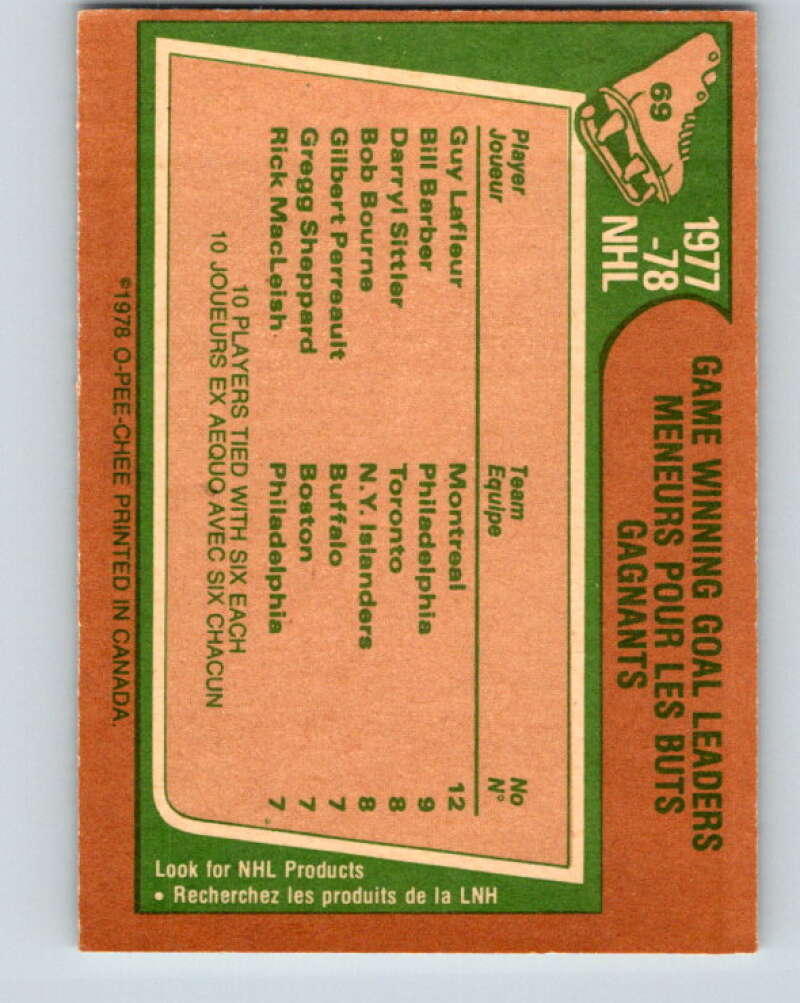 69
1977
-78
NHL
GAME WINNING GOAL LEADERS
MENEURS POUR LES BUTS
GAGNANTS
Player Team No
Joueur Equipe N°
Guy Lafleur Montreal 12
Bill Barber Philadelphia 9
Darryl Sittler Toronto 8
Bob Bourne N.Y. Islanders 8
Gilbert Perreault Buffalo 7
Gregg Sheppard Boston 7
Rick MacLeish Philadelphia 7
10 PLAYERS TIED WITH SIX EACH
10 JOUEURS EX AEQUO AVEC SIX CHACUN
©1978 O-PEE-CHEE PRINTED IN CANADA.
Look for NHL Products
• Recherchez les produits de la LNH